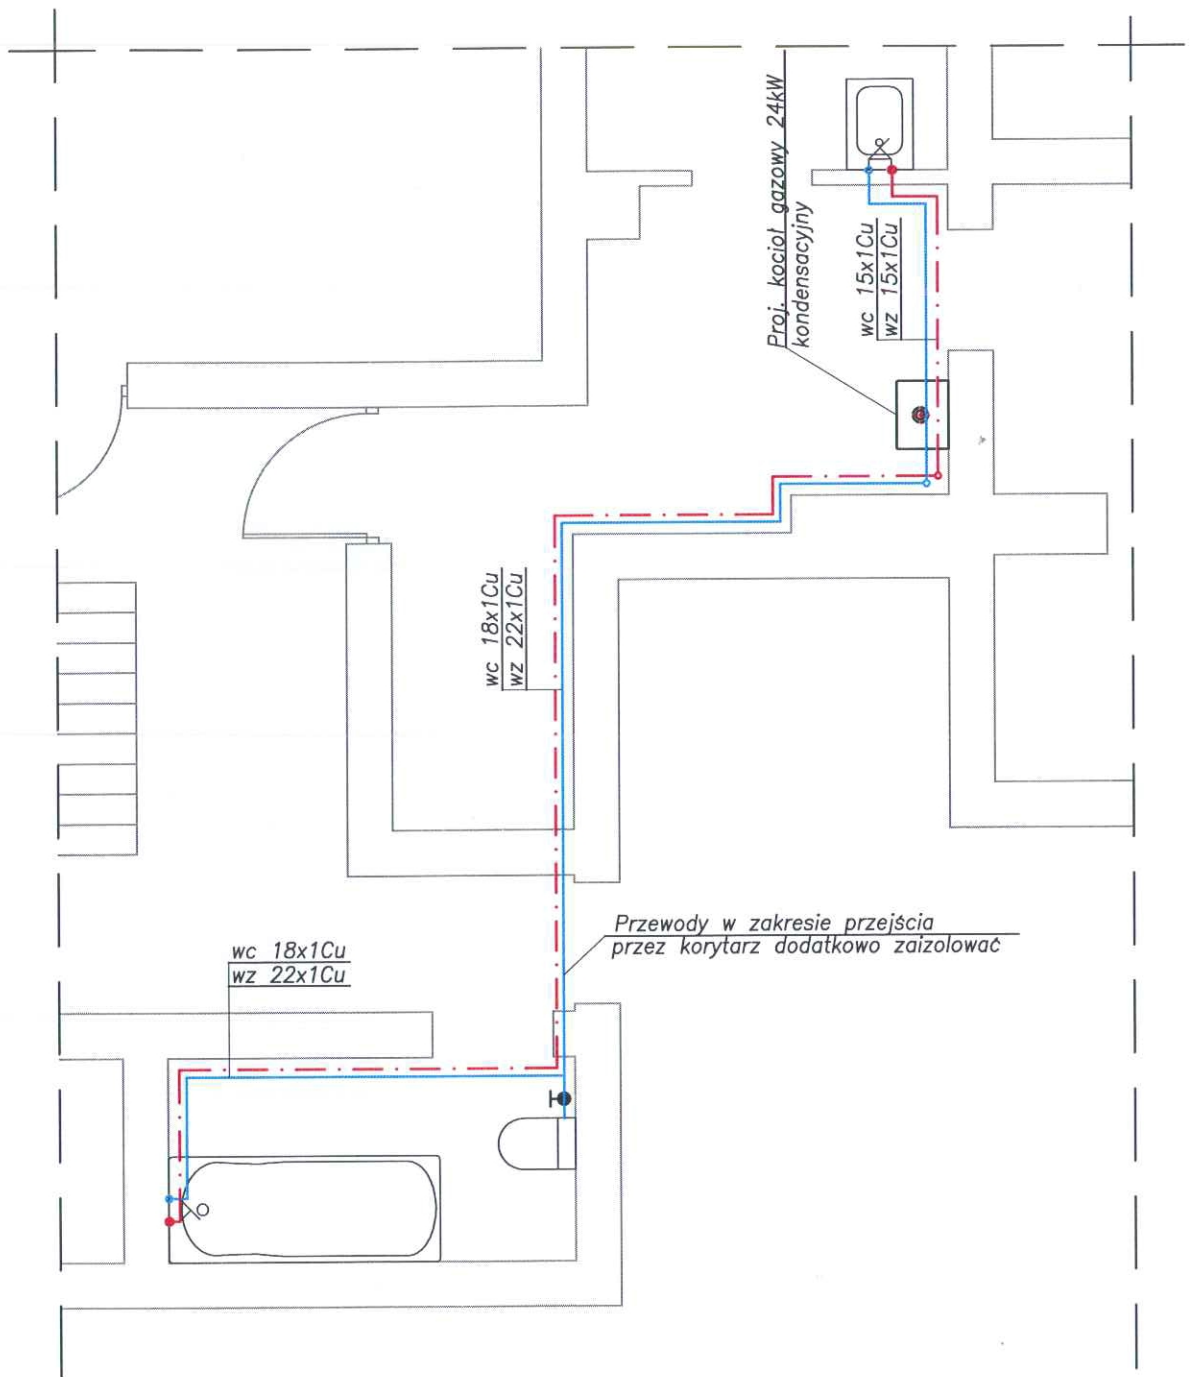 Proj. kocioł gazowy 24kW
kondensacyjny
wc 15x1Cu
wz 15x1Cu
wc 18x1Cu
wz 22x1Cu
Przewody w zakresie przejścia
przez korytarz dodatkowo zaizolować
wc 18x1Cu
wz 22x1Cu